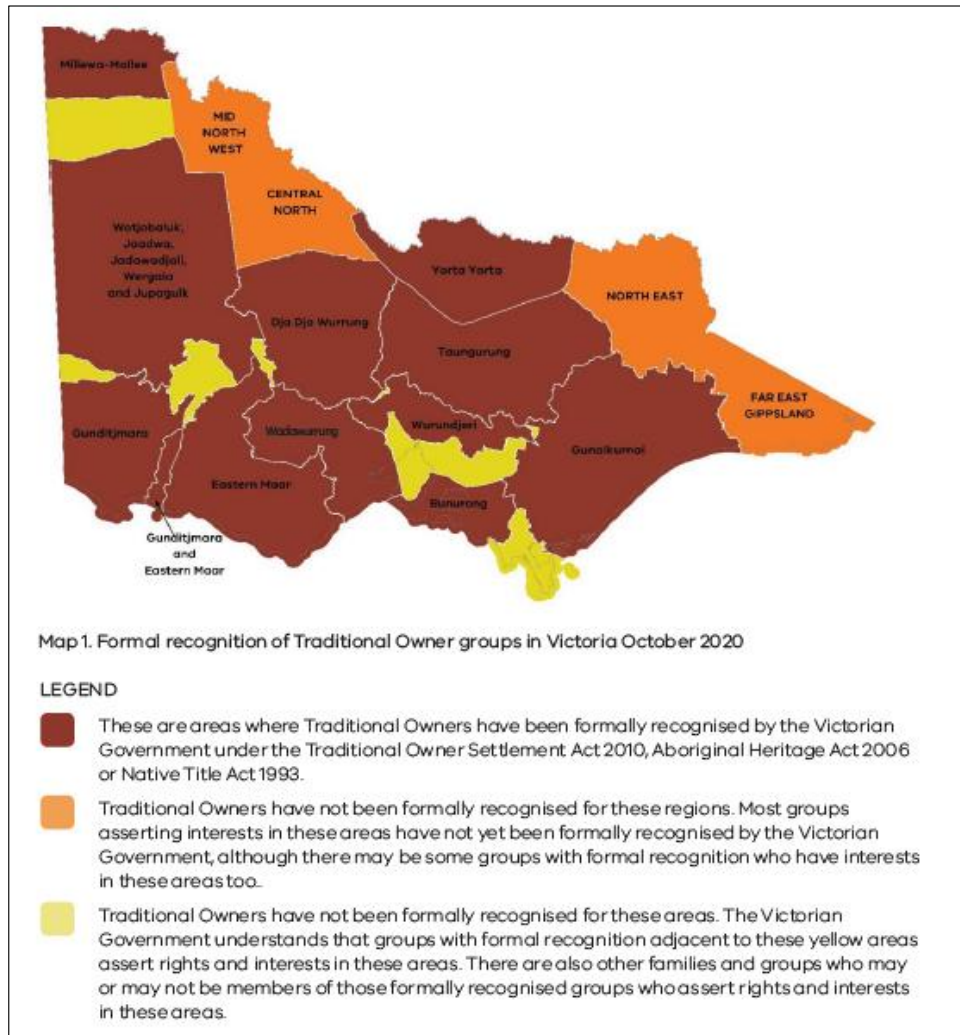 Millewa-Mallee
MID
NORTH
WEST
CENTRAL
NORTH
Wotjobaluk,
Jaadwa,
Jadawadjali,
Wergaia
and Jupagulk
Yorta Yorta
NORTH EAST
Dja Dja Wurrung
Taungurung
FAR EAST
GIPPSLAND
Gunditjmara
Wadawurrung
Wurundjeri
Gunaikurnai
Eastern Maar
Bunurong
Gunditjmara
and
Eastern Maar
Map 1. Formal recognition of Traditional Owner groups in Victoria October 2020
LEGEND
These are areas where Traditional Owners have been formally recognised by the Victorian
Government under the Traditional Owner Settlement Act 2010, Aboriginal Heritage Act 2006
or Native Title Act 1993.
Traditional Owners have not been formally recognised for these regions. Most groups
asserting interests in these areas have not yet been formally recognised by the Victorian
Government, although there may be some groups with formal recognition who have interests
in these areas too..
Traditional Owners have not been formally recognised for these areas. The Victorian
Government understands that groups with formal recognition adjacent to these yellow areas
assert rights and interests in these areas. There are also other families and groups who may
or may not be members of those formally recognised groups who assert rights and interests
in these areas.